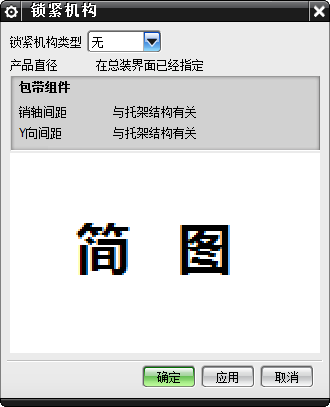 锁紧机构
锁紧机构类型 无
产品直径 在总装界面已经指定
包带组件
销轴间距 与托架结构有关
Y向间距 与托架结构有关
简 图
确定 应用 取消